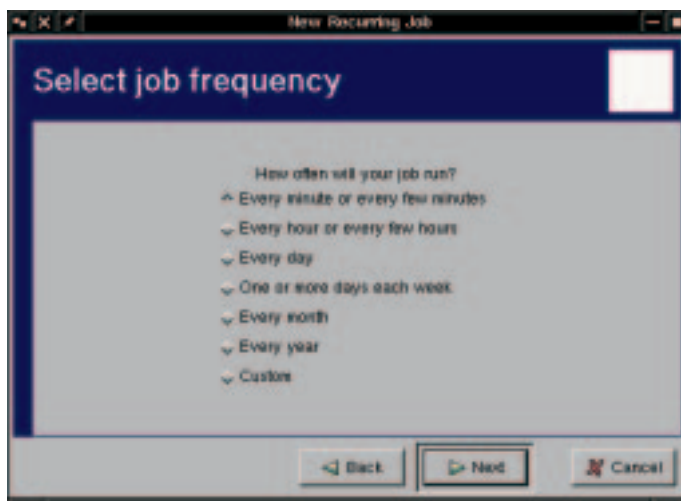 New Recurring Job
Select job frequency
How often will your job run?
Every minute or every few minutes
Every hour or every few hours
Every day
One or more days each week
Every month
Every year
Custom
Back
Next
Cancel